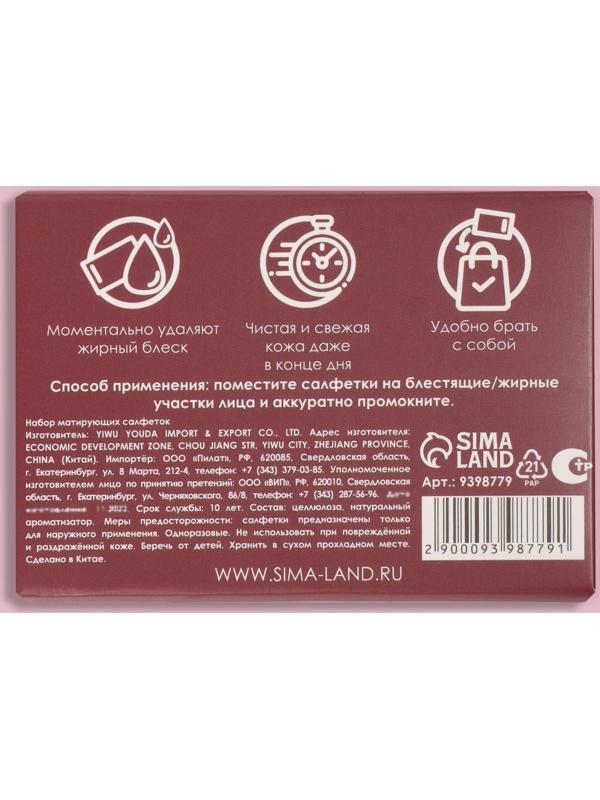 Моментально удаляют
жирный блеск
Чистая и свежая
кожа даже
в конце дня
Удобно брать
с собой
Способ применения: поместите салфетки на блестящие/жирные
участки лица и аккуратно промокните.
Набор матирующих салфеток
Изготовитель: YIWU YOUDA IMPORT & EXPORT CO., LTD. Адрес изготовителя:
ECONOMIC DEVELOPMENT ZONE, CHOU JIANG STR, YIWU CITY, ZHEJIANG PROVINCE,
CHINA (Китай). Импортёр: ООО «Пилат», РФ, 620085, Свердловская область,
г. Екатеринбург, ул. 8 Марта, 212-4, телефон: +7 (343) 379-03-85. Уполномоченное
изготовителем лицо по принятию претензий: ООО «ВИП», РФ, 620010, Свердловская
область, г. Екатеринбург, ул. Черняховского, 86/8, телефон: +7 (343) 287-56-96.
Срок службы: 10 лет. Состав: целлюлоза, натуральный
ароматизатор. Меры предосторожности: салфетки предназначены только
для наружного применения. Одноразовые. Не использовать при повреждённой
и раздражённой коже. Беречь от детей. Хранить в сухом прохладном месте.
Сделано в Китае.
SIMA
LAND
21
PAP
Арт.: 9398779
2 900093 987791
WWW.SIMA-LAND.RU